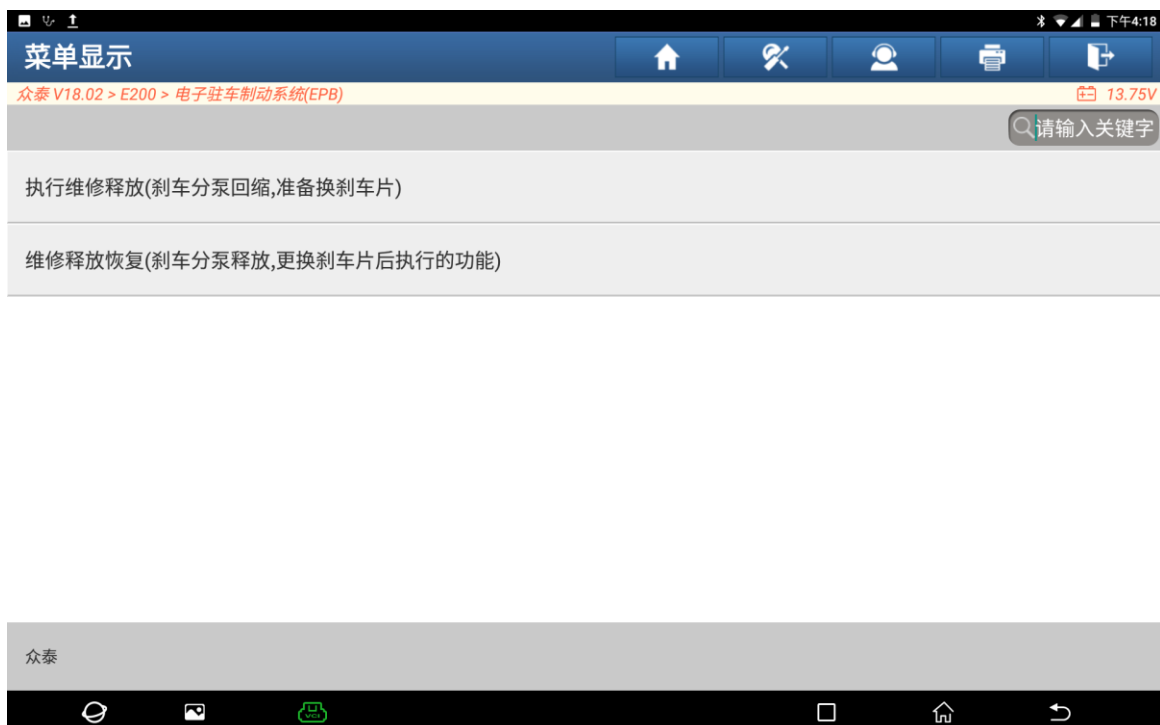 下午4:18
菜单显示
众泰 V18.02 > E200 > 电子驻车制动系统(EPB)
13.75V
请输入关键字
执行维修释放(刹车分泵回缩,准备换刹车片)
维修释放恢复(刹车分泵释放,更换刹车片后执行的功能)
众泰
VCI